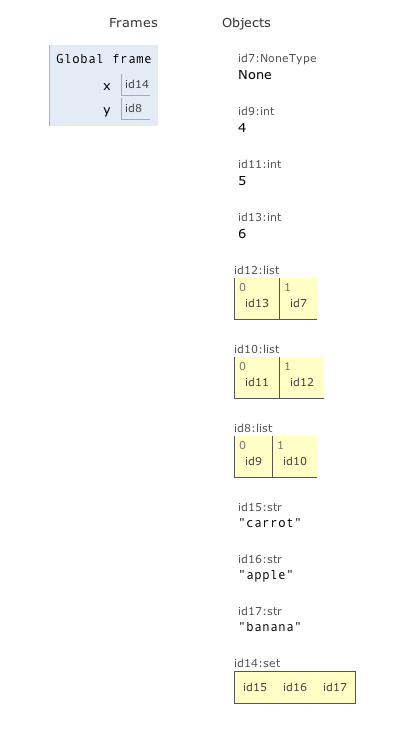 Frames Objects
Global frame
x id14
y id8
id7:NoneType
None
id9:int
4
id11:int
5
id13:int
6
id12:list
0 1
id13 id7
id10:list
0 1
id11 id12
id8:list
0 1
id9 id10
id15:str
"carrot"
id16:str
"apple"
id17:str
"banana"
id14:set
id15 id16 id17